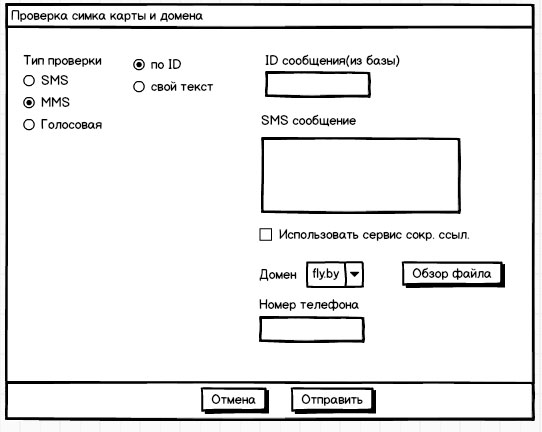 Проверка симка карты и домена
Тип проверки
SMS
MMS
Голосовая
по ID
свой текст
ID сообщения(из базы)
SMS сообщение
Использовать сервис сокр. ссыл.
Домен fly.by Обзор файла
Номер телефона
Отмена Отправить